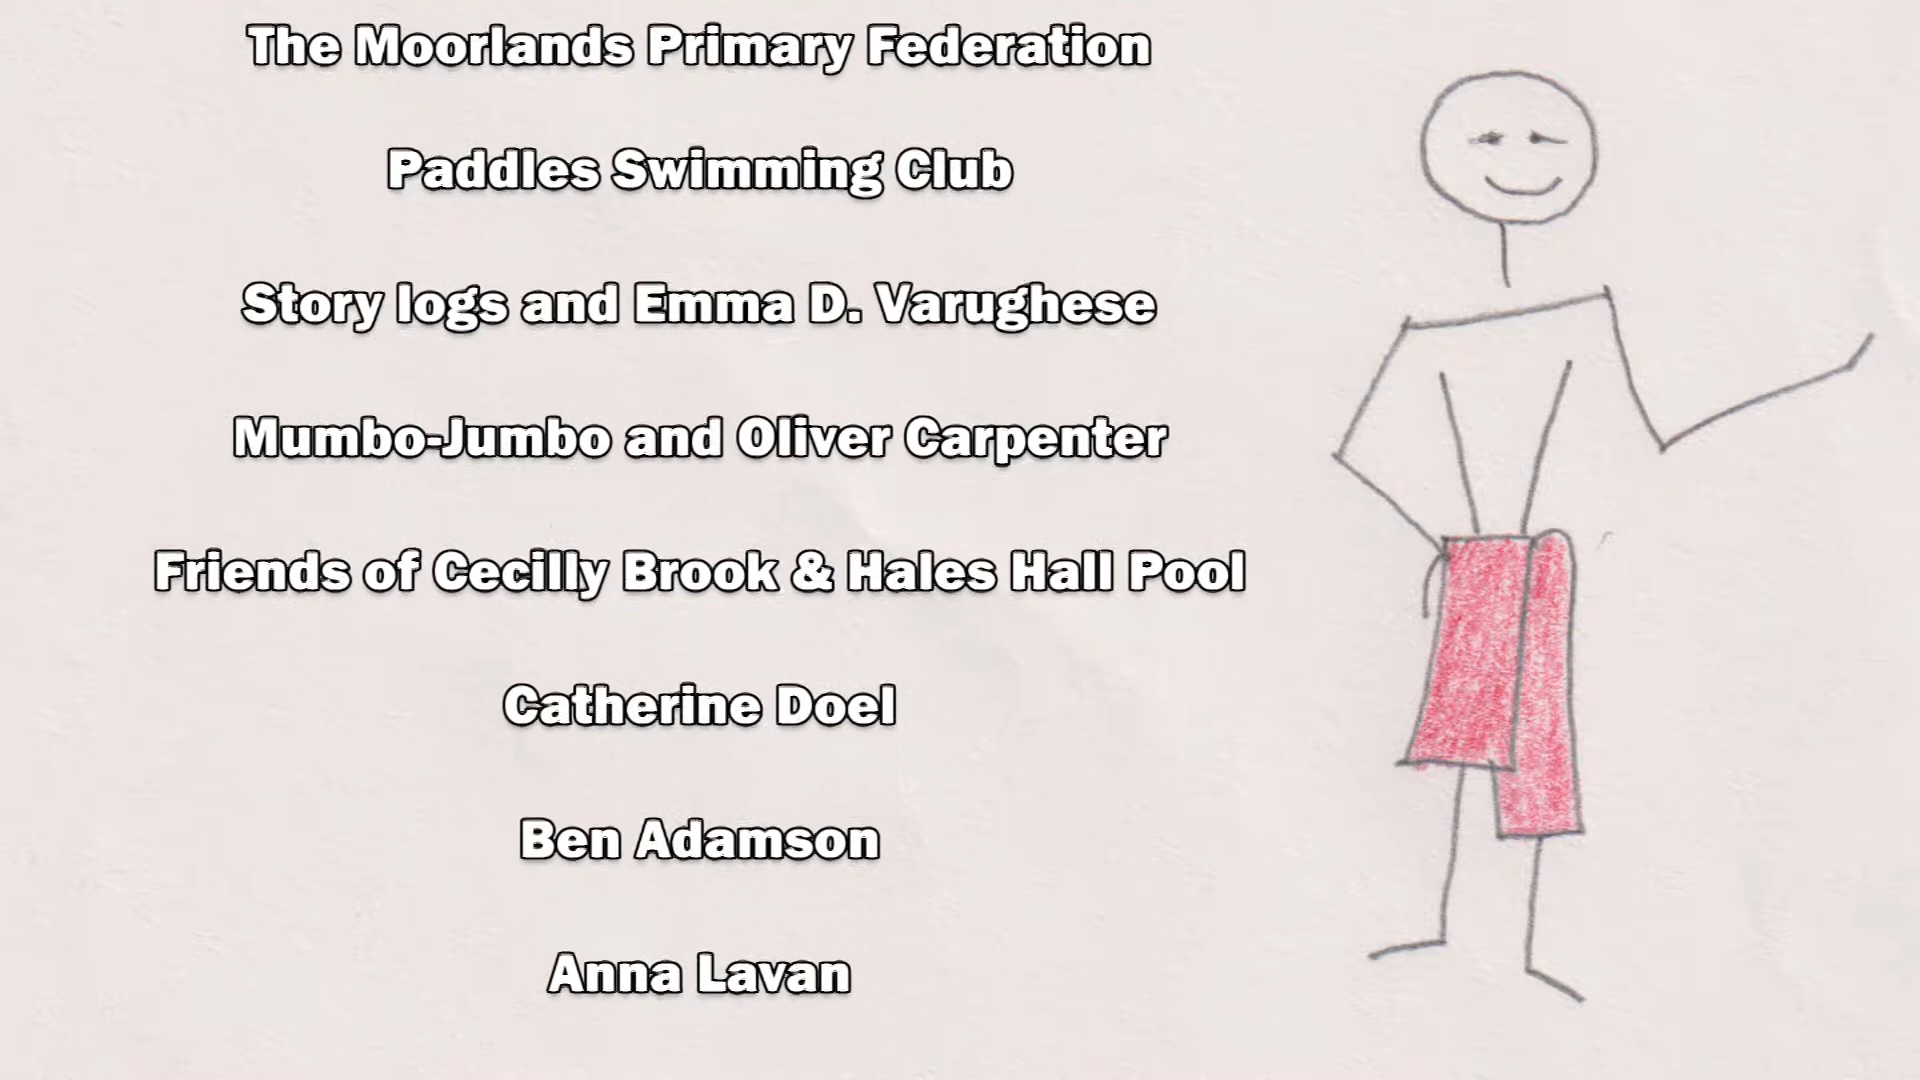 The Moorlands Primary Federation
Paddles Swimming Club
Story logs and Emma D. Varughese
Mumbo-Jumbo and Oliver Carpenter
Friends of Cecilly Brook & Hales Hall Pool
Catherine Doel
Ben Adamson
Anna Lavan